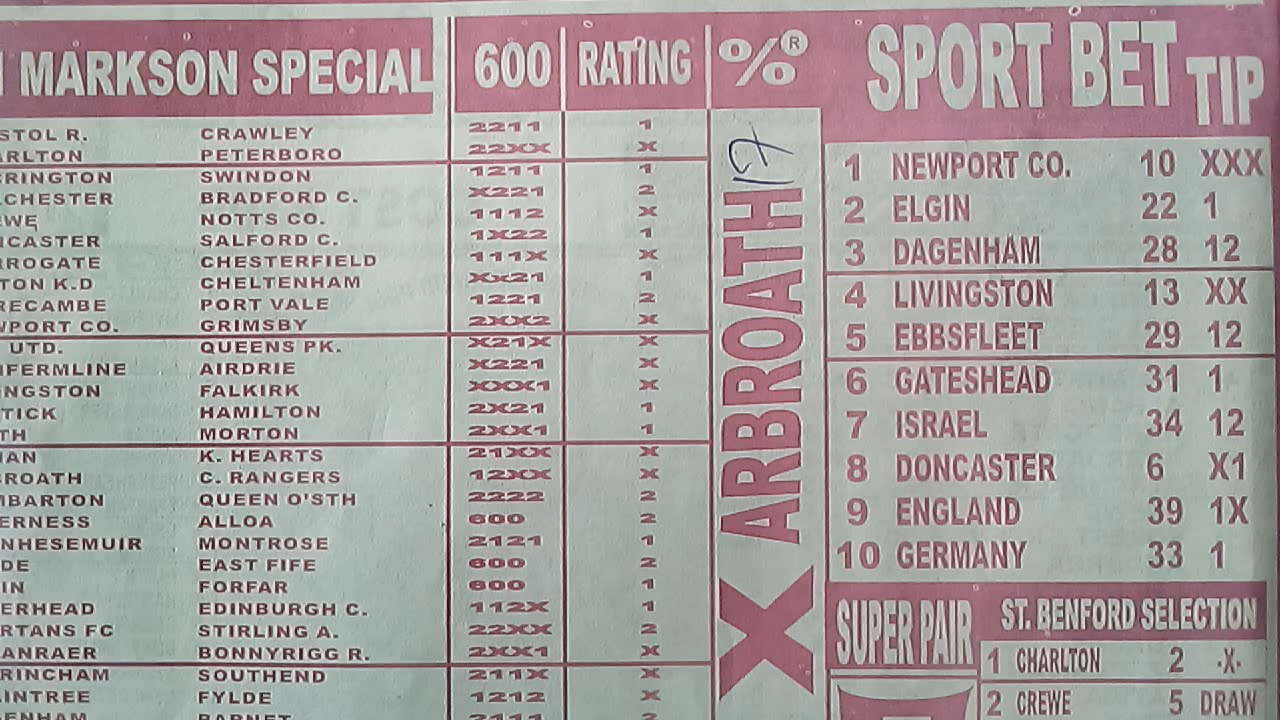 MARKSON SPECIAL 600 RATING %® SPORT BET TIP
STOL R. CRAWLEY 2211 1
ARLTON PETERBORO 22XX X
RRINGTON SWINDON 1211 1
LCHESTER BRADFORD C. X221 2
EWE NOTTS CO. 1112 X
NCASTER SALFORD C. 1X22 1
RROGATE CHESTERFIELD 111X X
TON K.D CHELTENHAM XX21 1
RECAMBE PORT VALE 1221 2
WPORT CO. GRIMSBY 2XX2 X
UTD. QUEENS PK. X21X X
NFERMLINE AIRDRIE X221 X
INGSTON FALKIRK XXX1 X
TICK HAMILTON 2X21 1
TH MORTON 2XX1 1
IAN K. HEARTS 21XX X
ROATH C. RANGERS 12XX X
MBARTON QUEEN O'STH 2222 2
ERNESS ALLOA 600 2
NHESEMUIR MONTROSE 2121 1
DE EAST FIFE 600 2
IN FORFAR 600 1
ERHEAD EDINBURGH C. 112X 1
RTANS FC STIRLING A. 22XX 2
ANRAER BONNYRIGG R. 2XX1 X
RINCHAM SOUTHEND 211X X
INTREE FYLDE 1212 X
ENHAM BARNET 2111 2
X ARBROATH 17
1 NEWPORT CO. 10 XXX
2 ELGIN 22 1
3 DAGENHAM 28 12
4 LIVINGSTON 13 XX
5 EBBSFLEET 29 12
6 GATESHEAD 31 1
7 ISRAEL 34 12
8 DONCASTER 6 X1
9 ENGLAND 39 1X
10 GERMANY 33 1
SUPER PAIR
ST. BENFORD SELECTION
1 CHARLTON 2 -X-
2 CREWE 5 DRAW